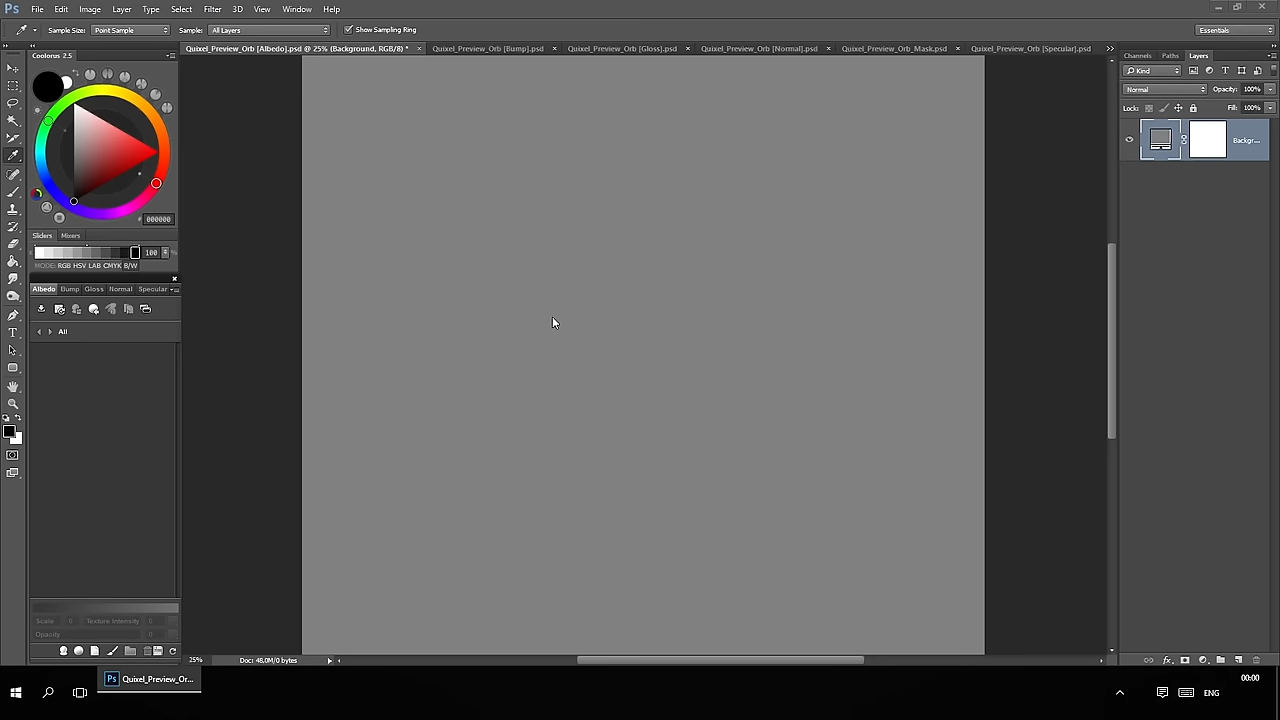 Ps File Edit Image Layer Type Select Filter 3D View Window Help
Sample Size: Point Sample Sample: All Layers Show Sampling Ring Essentials
Quixel_Preview_Orb [Albedo].psd @ 25% (Background, RGB/8) * × Quixel_Preview_Orb [Bump].psd × Quixel_Preview_Orb [Gloss].psd × Quixel_Preview_Orb [Normal].psd × Quixel_Preview_Orb_Mask.psd × Quixel_Preview_Orb [Specular].psd
Coolorus 2.5
Channels Paths Layers
Kind
Normal Opacity: 100%
Lock: Fill: 100%
Backgr...
# 000000
Sliders Mixers
100 %
MODE: RGB HSV LAB CMYK B/W
Albedo Bump Gloss Normal Specular
All
Scale 0 Texture Intensity 0
Opacity 0
25% Doc: 48.0M/0 bytes
Ps Quixel_Preview_Or...
00:00
ENG